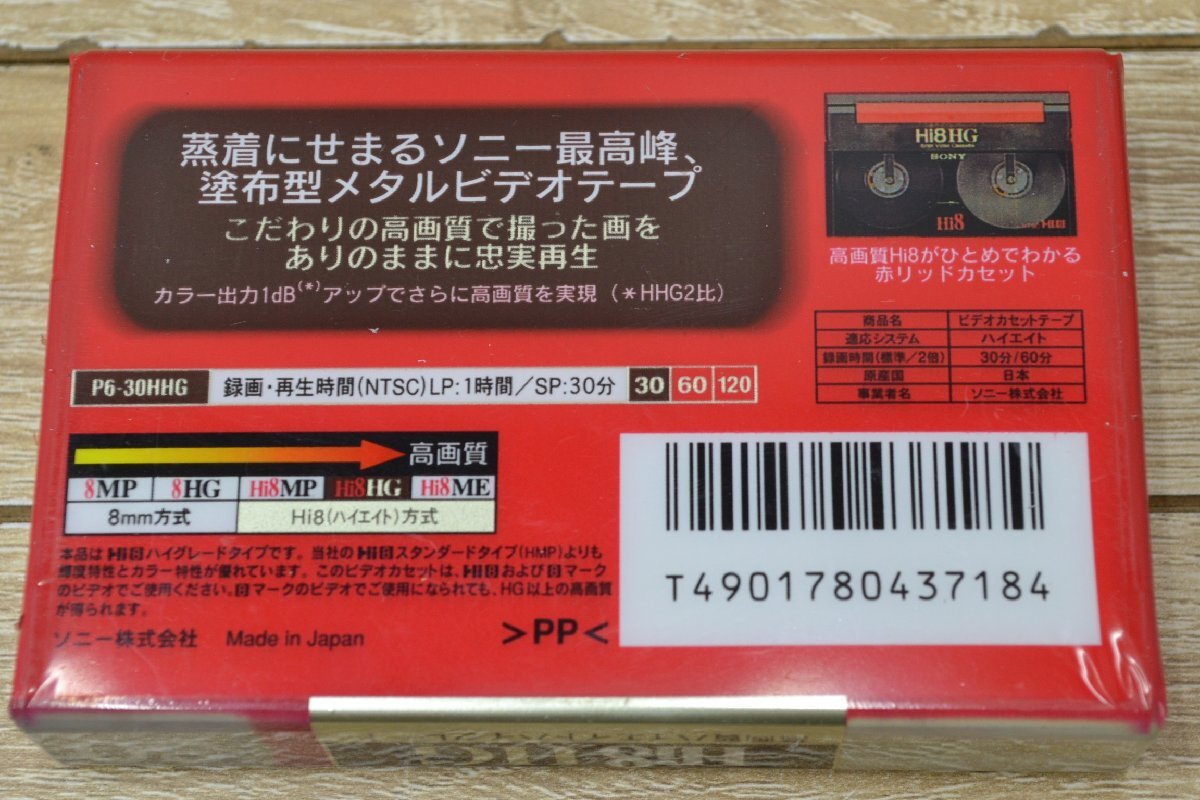 蒸着にせまるソニー最高峰、
塗布型メタルビデオテープ
こだわりの高画質で撮った画を
ありのままに忠実再生
カラー出力1dB(*)アップでさらに高画質を実現（*HHG2比）
Hi8HG
SONY
Hi8
高画質Hi8がひとめでわかる
赤リッドカセット
商品名 ビデオカセットテープ
適応システム ハイエイト
録画時間(標準/2倍) 30分/60分
原産国 日本
事業者名 ソニー株式会社
P6-30HHG 録画・再生時間(NTSC)LP:1時間/SP:30分 30 60 120
高画質
8MP 8HG Hi8MP Hi8HG Hi8ME
8mm方式 Hi8(ハイエイト)方式
本品はHi8ハイグレードタイプです。当社のHi8スタンダードタイプ(HMP)よりも
輝度特性とカラー特性が優れています。このビデオカセットは、Hi8および8マーク
のビデオでご使用ください。8マークのビデオでご使用になられても、HG以上の高画質
が得られます。
ソニー株式会社 Made in Japan
>PP<
T4901780437184